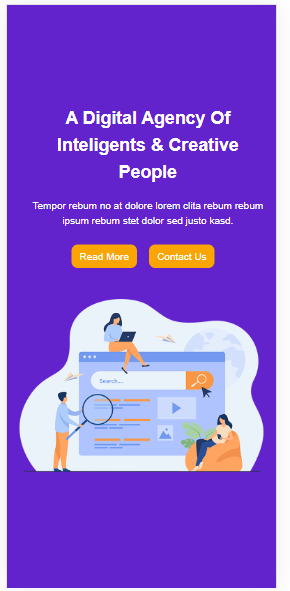 A Digital Agency Of
Inteligents & Creative
People
Tempor rebum no at dolore lorem clita rebum rebum
ipsum rebum stet dolor sed justo kasd.
Read More
Contact Us
Search...